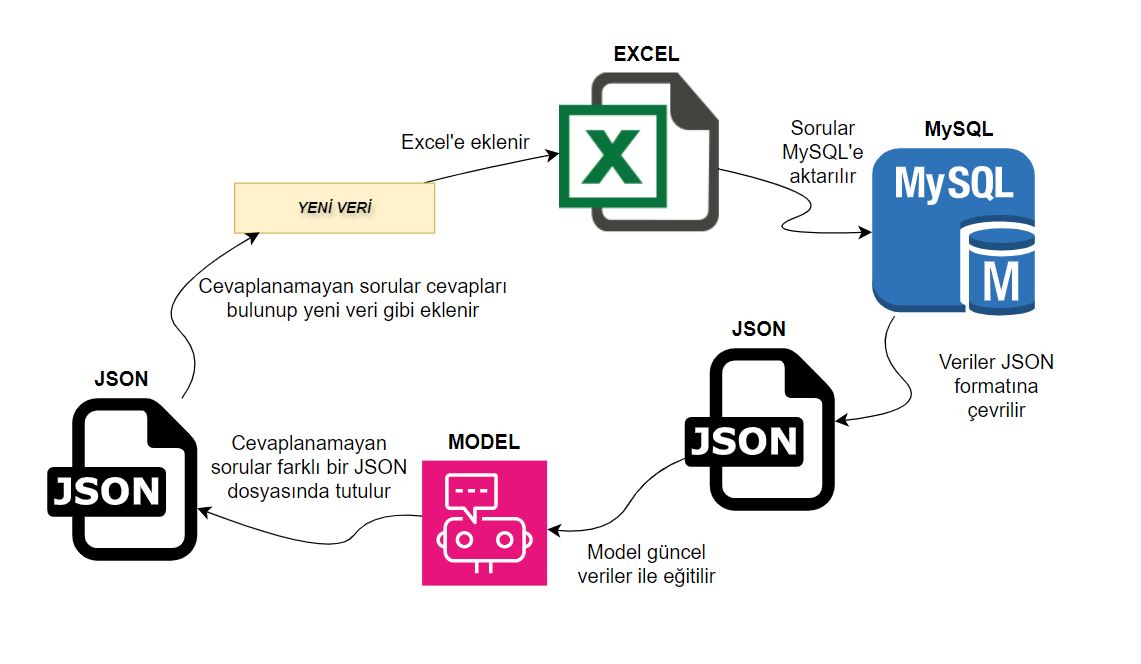 EXCEL
Excel'e eklenir
YENİ VERİ
Sorular
MySQL'e
aktarılır
MySQL
MySQL
M
Cevaplanamayan sorular cevapları
bulunup yeni veri gibi eklenir
JSON
JSON
Veriler JSON
formatına
çevrilir
Model güncel
veriler ile eğitilir
MODEL
Cevaplanamayan
sorular farklı bir JSON
dosyasında tutulur
JSON
JSON